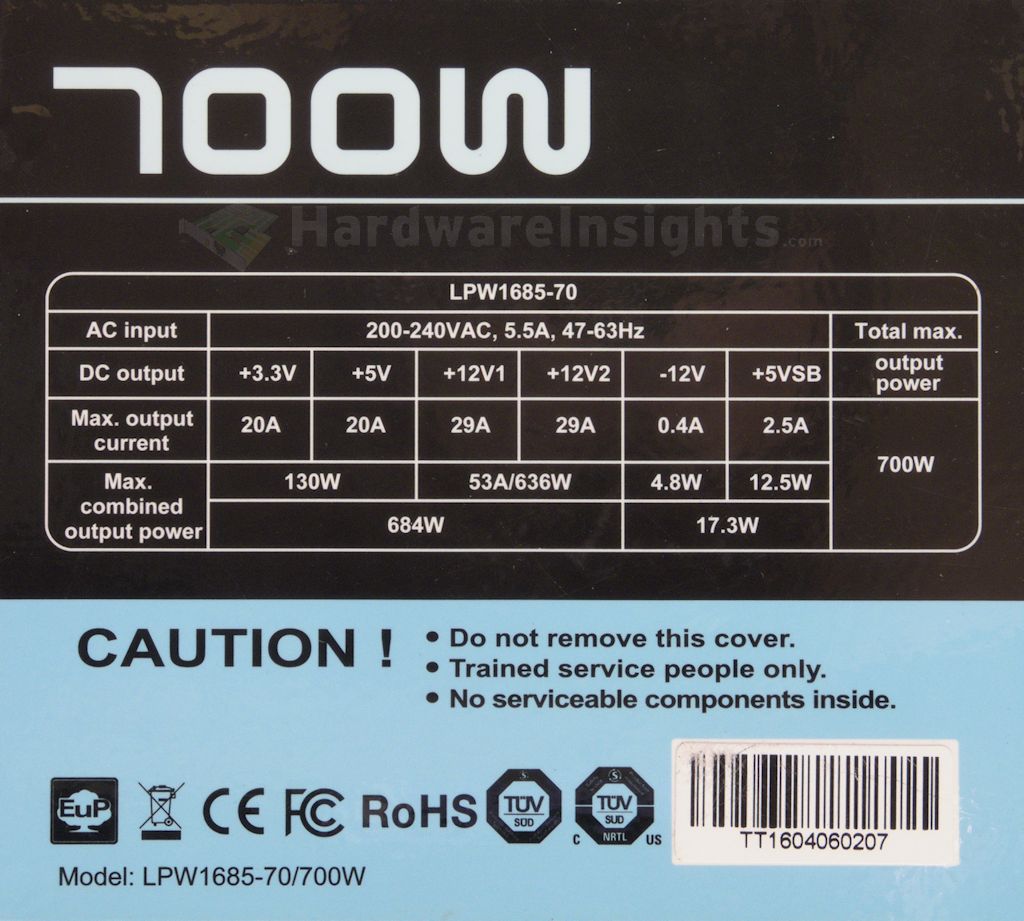 700W
HardwareInsights.com
LPW1685-70
AC input 200-240VAC, 5.5A, 47-63Hz Total max. output power
DC output +3.3V +5V +12V1 +12V2 -12V +5VSB
Max. output current 20A 20A 29A 29A 0.4A 2.5A 700W
Max. combined output power 130W 53A/636W 4.8W 12.5W
684W 17.3W
CAUTION !
• Do not remove this cover.
• Trained service people only.
• No serviceable components inside.
EuP CE FC RoHS TÜV SÜD TÜV SUD NRTL C US
TT1604060207
Model: LPW1685-70/700W